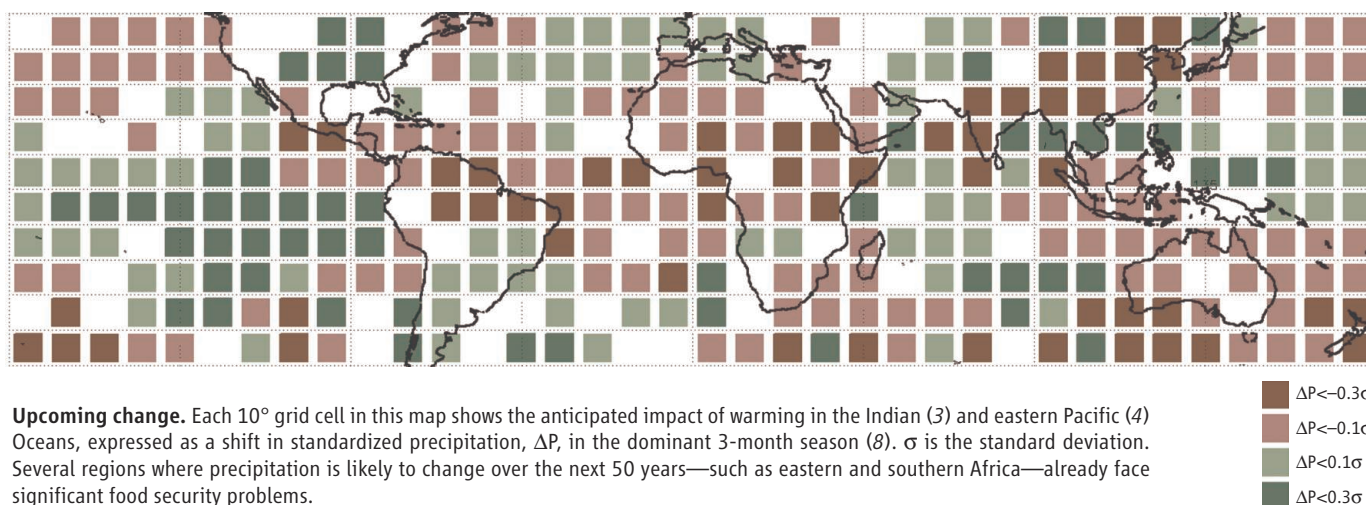 Upcoming change. Each 10° grid cell in this map shows the anticipated impact of warming in the Indian (3) and eastern Pacific (4)
Oceans, expressed as a shift in standardized precipitation, ΔP, in the dominant 3-month season (8). σ is the standard deviation.
Several regions where precipitation is likely to change over the next 50 years—such as eastern and southern Africa—already face
significant food security problems.
ΔP<–0.3σ
ΔP<–0.1σ
ΔP<0.1σ
ΔP<0.3σ